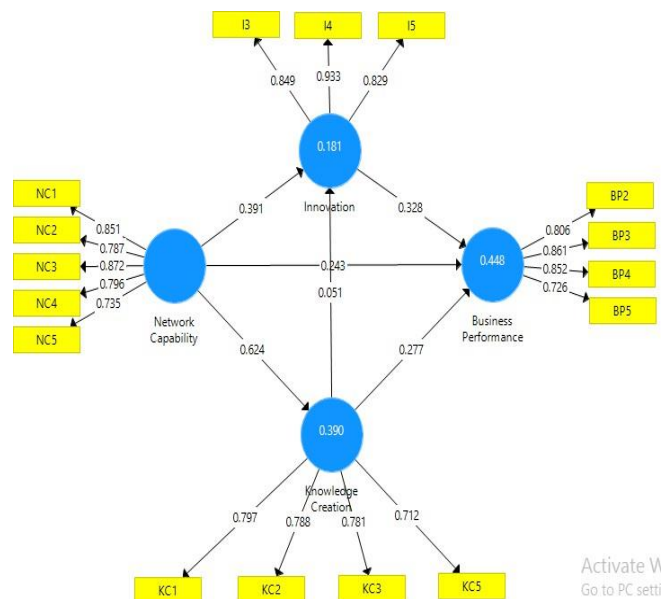 I3
I4
I5
0.849
0.933
0.829
0.181
Innovation
NC1
NC2
NC3
NC4
NC5
0.851
0.787
0.872
0.796
0.735
Network
Capability
0.391
0.328
0.243
0.051
0.624
0.277
0.448
Business
Performance
0.806
0.861
0.852
0.726
BP2
BP3
BP4
BP5
0.390
Knowledge
Creation
0.797
0.788
0.781
0.712
KC1
KC2
KC3
KC5
Activate W
Go to PC setti